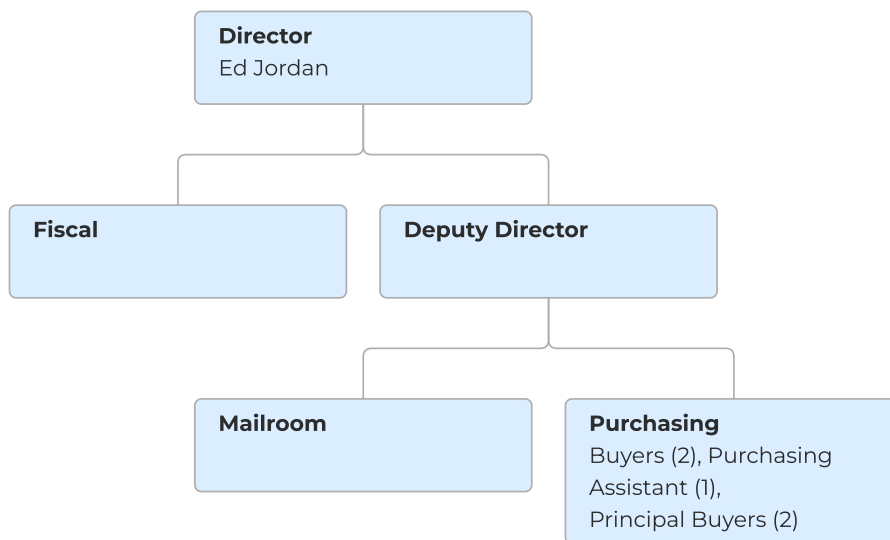 Director
Ed Jordan
Fiscal
Deputy Director
Mailroom
Purchasing
Buyers (2), Purchasing
Assistant (1),
Principal Buyers (2)